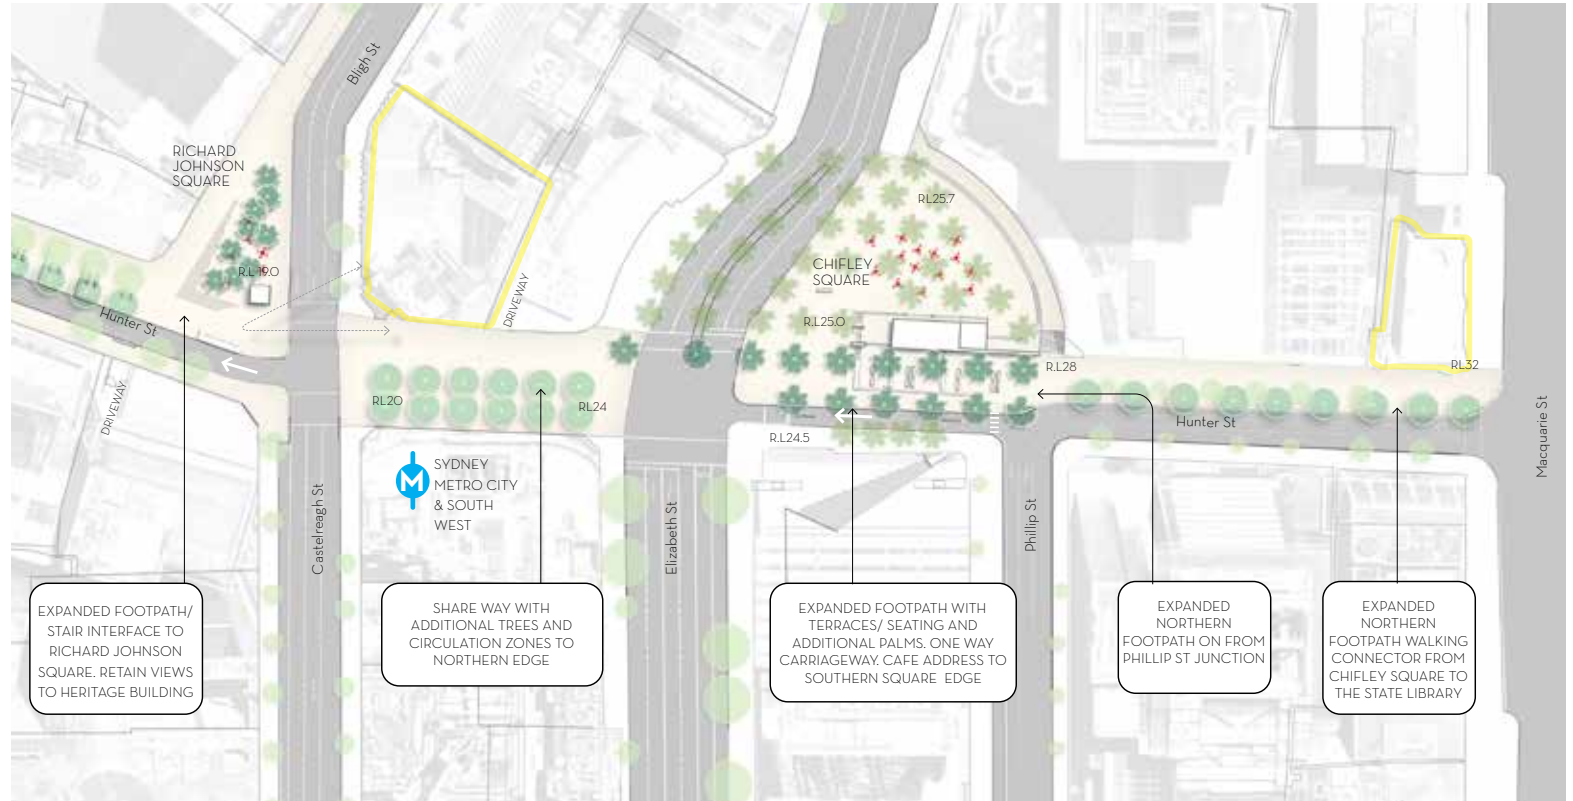 Bligh St
RICHARD
JOHNSON
SQUARE
R.L 19.0
Hunter St
DRIVEWAY
DRIVEWAY
RL25.7
CHIFLEY
SQUARE
R.L25.0
R.L28
RL32
RL20
RL24
R.L24.5
Hunter St
Macquarie St
M
SYDNEY
METRO CITY
& SOUTH
WEST
Castelreagh St
Elizabeth St
Phillip St
EXPANDED FOOTPATH/
STAIR INTERFACE TO
RICHARD JOHNSON
SQUARE. RETAIN VIEWS
TO HERITAGE BUILDING
SHARE WAY WITH
ADDITIONAL TREES AND
CIRCULATION ZONES TO
NORTHERN EDGE
EXPANDED FOOTPATH WITH
TERRACES/ SEATING AND
ADDITIONAL PALMS. ONE WAY
CARRIAGEWAY. CAFE ADDRESS TO
SOUTHERN SQUARE EDGE
EXPANDED
NORTHERN
FOOTPATH ON FROM
PHILLIP ST JUNCTION
EXPANDED
NORTHERN
FOOTPATH WALKING
CONNECTOR FROM
CHIFLEY SQUARE TO
THE STATE LIBRARY